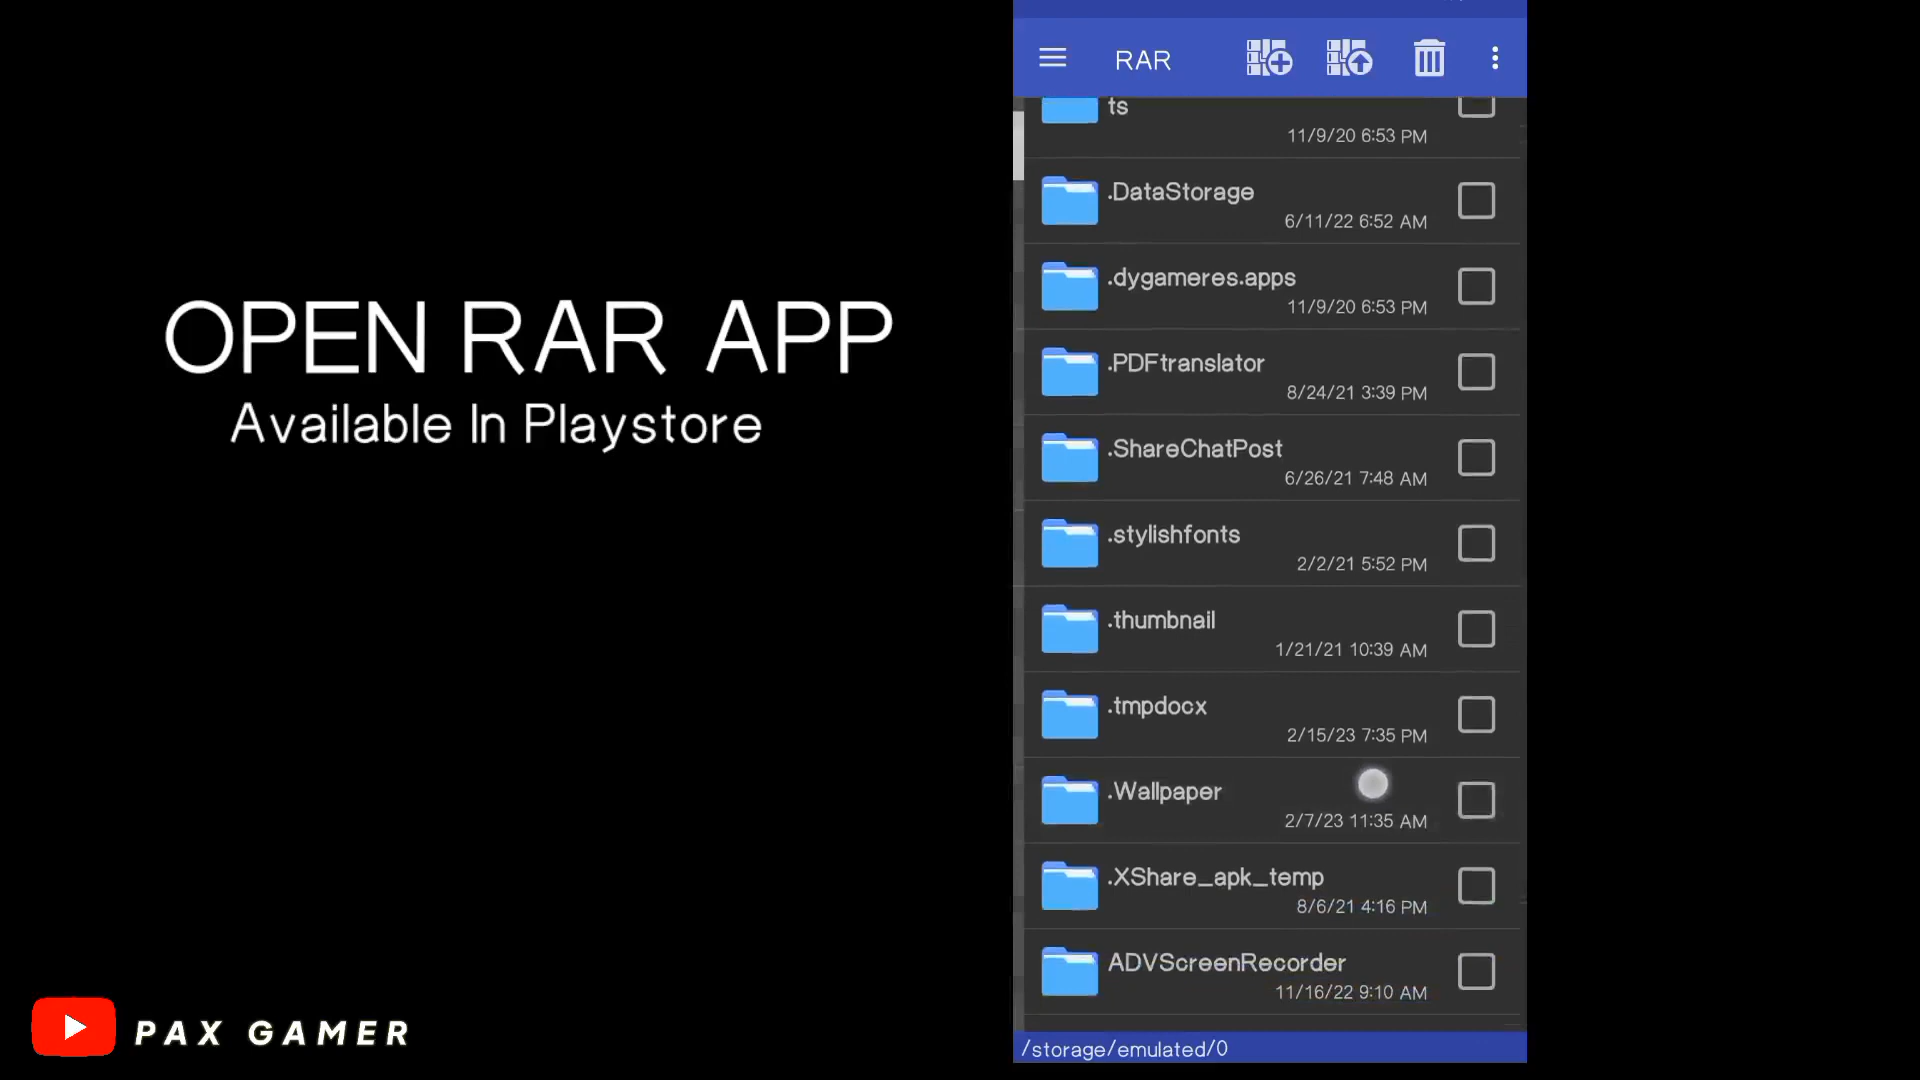 OPEN RAR APP
Available In Playstore
PAX GAMER
RAR
ts
11/9/20 6:53 PM
.DataStorage
6/11/22 6:52 AM
.dygameres.apps
11/9/20 6:53 PM
.PDFtranslator
8/24/21 3:39 PM
.ShareChatPost
6/26/21 7:48 AM
.stylishfonts
2/2/21 5:52 PM
.thumbnail
1/21/21 10:39 AM
.tmpdocx
2/15/23 7:35 PM
.Wallpaper
2/7/23 11:35 AM
.XShare_apk_temp
8/6/21 4:16 PM
ADVScreenRecorder
11/16/22 9:10 AM
/storage/emulated/0